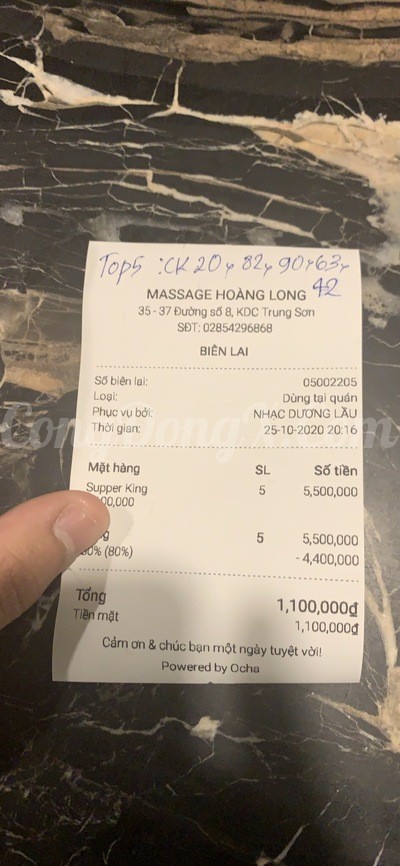 Top5 : CK 20, 82, 90, 63,
42
MASSAGE HOÀNG LONG
35 - 37 Đường số 8, KDC Trung Sơn
SĐT: 02854296868
BIÊN LAI
Số biên lai: 05002205
Loại: Dùng tại quán
Phục vụ bởi: NHẠC DƯƠNG LẦU
Thời gian: 25-10-2020 20:16
Mặt hàng SL Số tiền
Supper King 5 5,500,000
00,000
g 5 5,500,000
0% (80%) - 4,400,000
Tổng 1,100,000₫
Tiền mặt 1,100,000₫
Cảm ơn & chúc bạn một ngày tuyệt vời!
Powered by Ocha